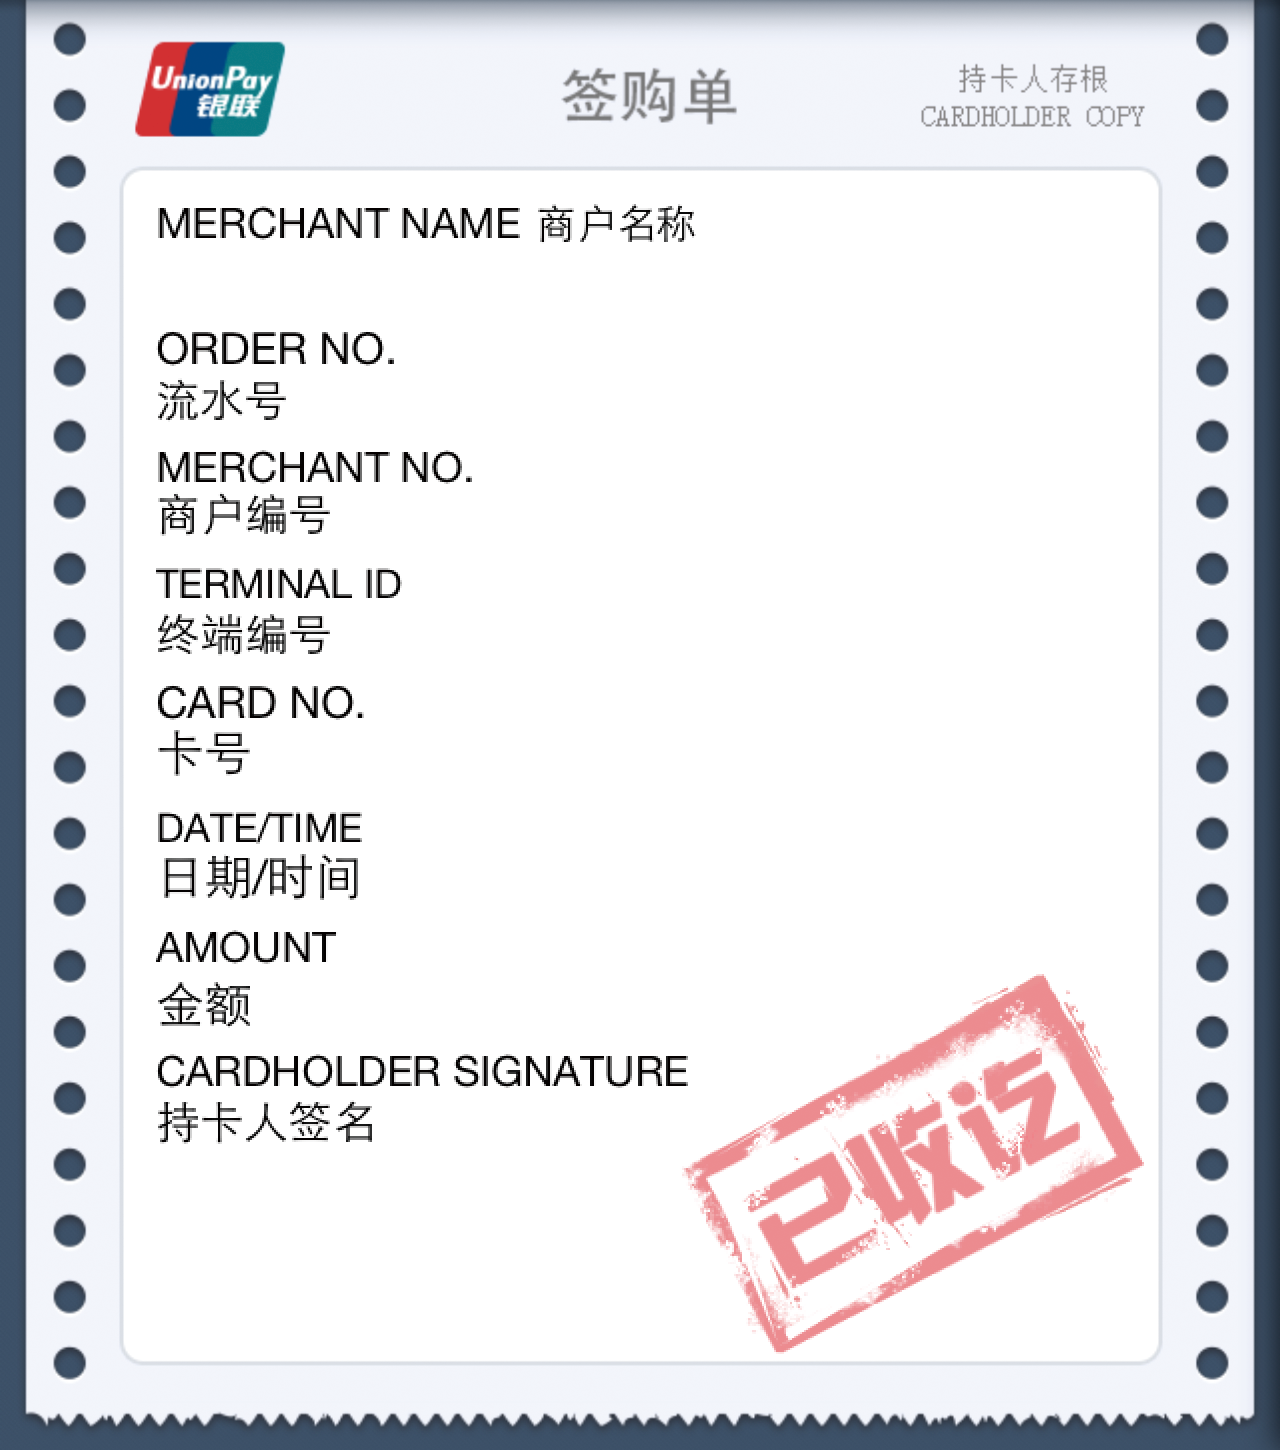 UnionPay
银联
签购单
持卡人存根
CARDHOLDER COPY
MERCHANT NAME 商户名称
ORDER NO.
流水号
MERCHANT NO.
商户编号
TERMINAL ID
终端编号
CARD NO.
卡号
DATE/TIME
日期/时间
AMOUNT
金额
CARDHOLDER SIGNATURE
持卡人签名
已收讫